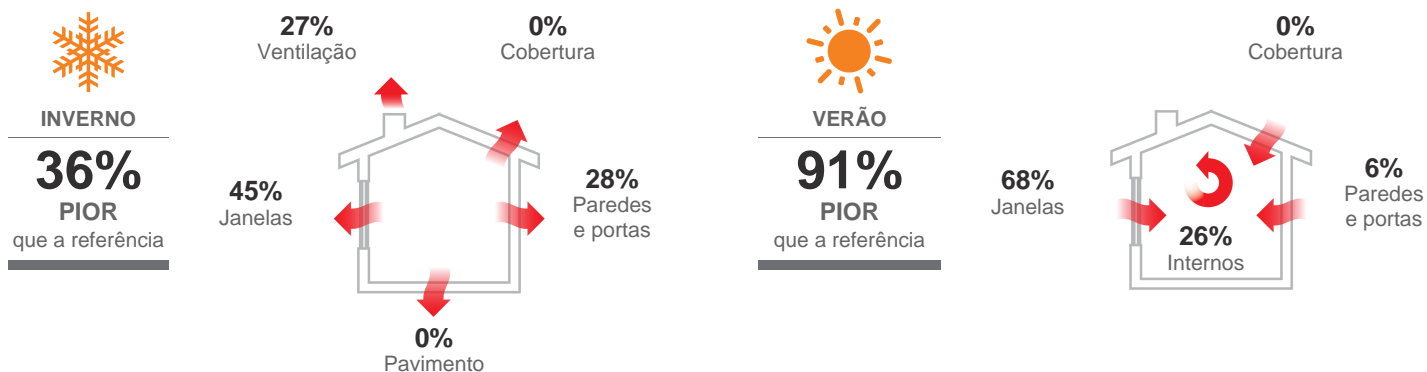 INVERNO
36%
PIOR
que a referência
27%
Ventilação
0%
Cobertura
45%
Janelas
28%
Paredes
e portas
0%
Pavimento
VERÃO
91%
PIOR
que a referência
0%
Cobertura
68%
Janelas
6%
Paredes
e portas
26%
Internos